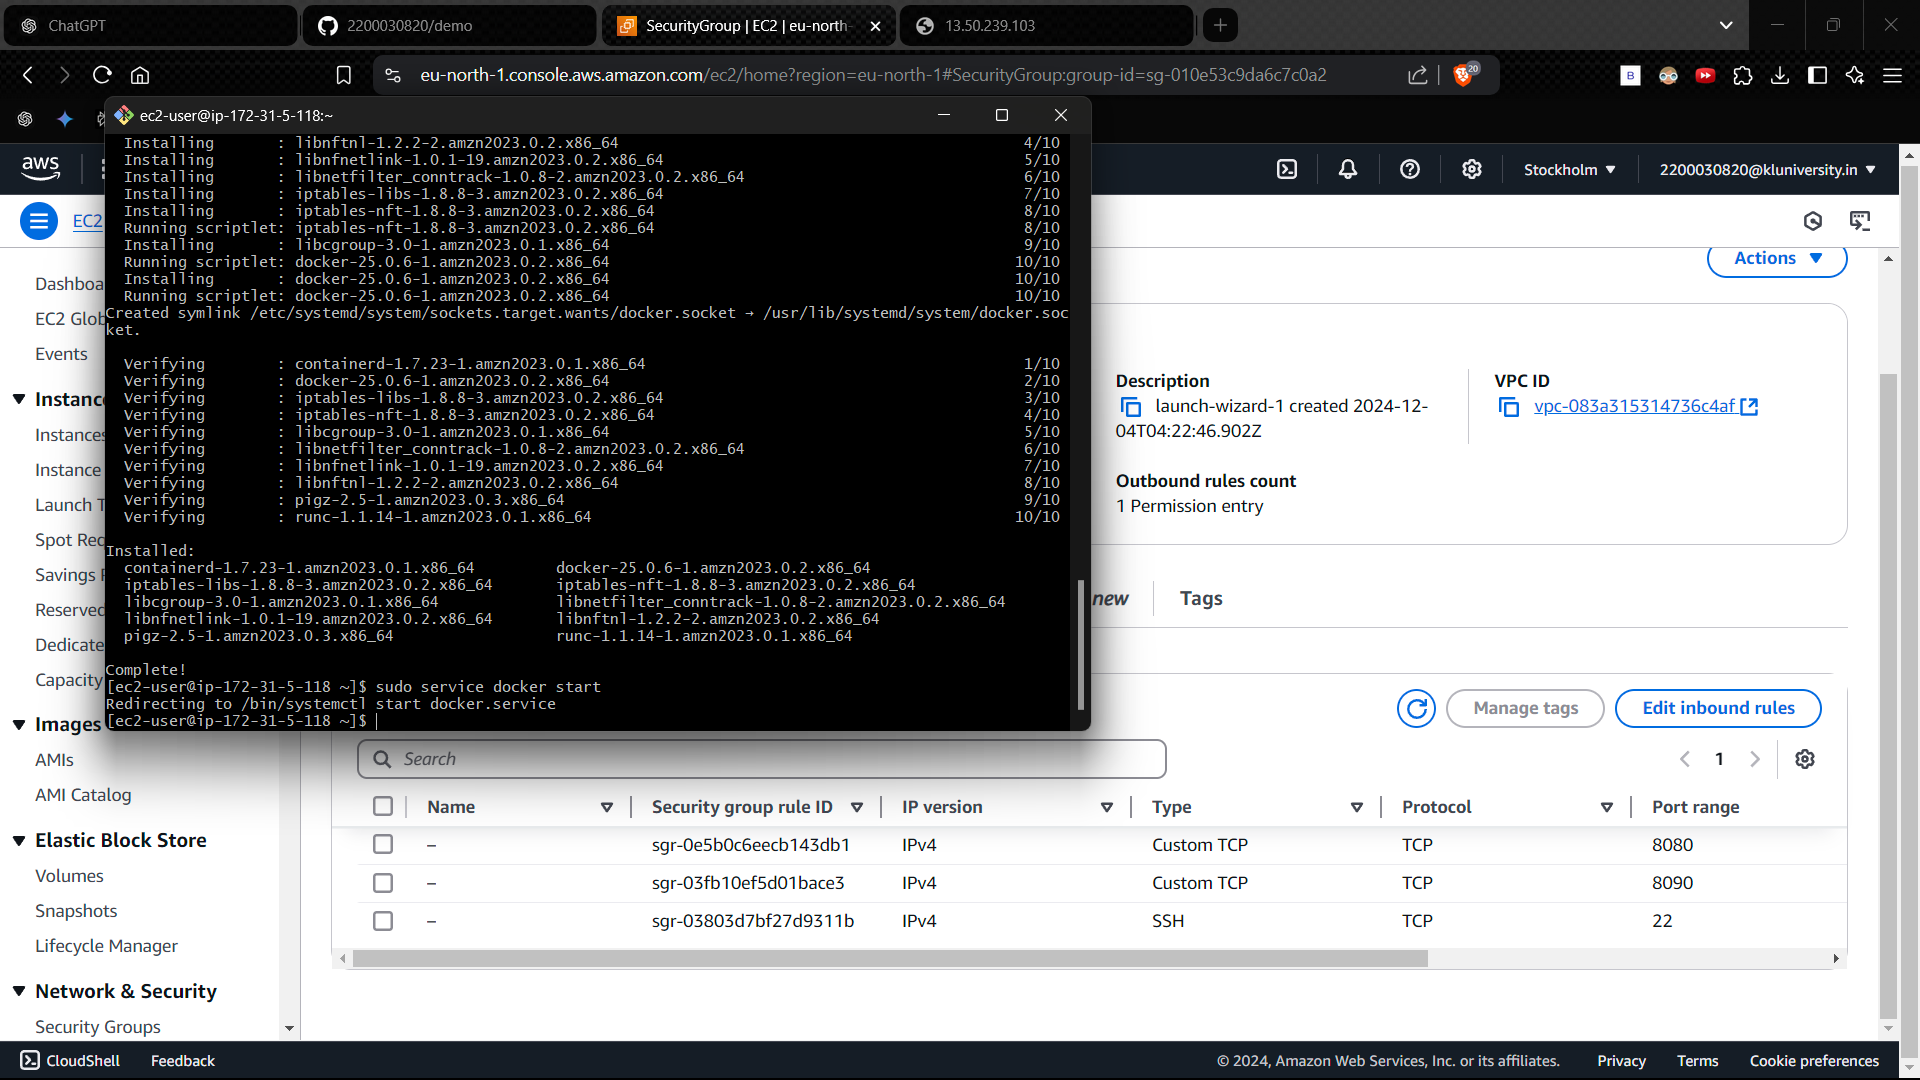 ChatGPT
2200030820/demo
SecurityGroup | EC2 | eu-north-
13.50.239.103
eu-north-1.console.aws.amazon.com/ec2/home?region=eu-north-1#SecurityGroup:group-id=sg-010e53c9da6c7c0a2
20
B
ec2-user@ip-172-31-5-118:~
Installing : libnftnl-1.2.2-2.amzn2023.0.2.x86_64 4/10
Installing : libnfnetlink-1.0.1-19.amzn2023.0.2.x86_64 5/10
Installing : libnetfilter_conntrack-1.0.8-2.amzn2023.0.2.x86_64 6/10
Installing : iptables-libs-1.8.8-3.amzn2023.0.2.x86_64 7/10
Installing : iptables-nft-1.8.8-3.amzn2023.0.2.x86_64 8/10
Running scriptlet: iptables-nft-1.8.8-3.amzn2023.0.2.x86_64 8/10
Installing : libcgroup-3.0-1.amzn2023.0.1.x86_64 9/10
Running scriptlet: docker-25.0.6-1.amzn2023.0.2.x86_64 10/10
Installing : docker-25.0.6-1.amzn2023.0.2.x86_64 10/10
Running scriptlet: docker-25.0.6-1.amzn2023.0.2.x86_64 10/10
Created symlink /etc/systemd/system/sockets.target.wants/docker.socket → /usr/lib/systemd/system/docker.soc
ket.
Verifying : containerd-1.7.23-1.amzn2023.0.1.x86_64 1/10
Verifying : docker-25.0.6-1.amzn2023.0.2.x86_64 2/10
Verifying : iptables-libs-1.8.8-3.amzn2023.0.2.x86_64 3/10
Verifying : iptables-nft-1.8.8-3.amzn2023.0.2.x86_64 4/10
Verifying : libcgroup-3.0-1.amzn2023.0.1.x86_64 5/10
Verifying : libnetfilter_conntrack-1.0.8-2.amzn2023.0.2.x86_64 6/10
Verifying : libnfnetlink-1.0.1-19.amzn2023.0.2.x86_64 7/10
Verifying : libnftnl-1.2.2-2.amzn2023.0.2.x86_64 8/10
Verifying : pigz-2.5-1.amzn2023.0.3.x86_64 9/10
Verifying : runc-1.1.14-1.amzn2023.0.1.x86_64 10/10
Installed:
containerd-1.7.23-1.amzn2023.0.1.x86_64 docker-25.0.6-1.amzn2023.0.2.x86_64
iptables-libs-1.8.8-3.amzn2023.0.2.x86_64 iptables-nft-1.8.8-3.amzn2023.0.2.x86_64
libcgroup-3.0-1.amzn2023.0.1.x86_64 libnetfilter_conntrack-1.0.8-2.amzn2023.0.2.x86_64
libnfnetlink-1.0.1-19.amzn2023.0.2.x86_64 libnftnl-1.2.2-2.amzn2023.0.2.x86_64
pigz-2.5-1.amzn2023.0.3.x86_64 runc-1.1.14-1.amzn2023.0.1.x86_64
Complete!
[ec2-user@ip-172-31-5-118 ~]$ sudo service docker start
Redirecting to /bin/systemctl start docker.service
[ec2-user@ip-172-31-5-118 ~]$
aws
Stockholm
2200030820@kluniversity.in
EC2
Dashboa
EC2 Glob
Events
Instanc
Instances
Instance
Launch T
Spot Req
Savings P
Reserved
Dedicate
Capacity
Images
AMIs
AMI Catalog
Elastic Block Store
Volumes
Snapshots
Lifecycle Manager
Network & Security
Security Groups
Actions
Description
launch-wizard-1 created 2024-12-
04T04:22:46.902Z
VPC ID
vpc-083a315314736c4af
Outbound rules count
1 Permission entry
new
Tags
Manage tags
Edit inbound rules
Search
1
Name Security group rule ID IP version Type Protocol Port range
– sgr-0e5b0c6eecb143db1 IPv4 Custom TCP TCP 8080
– sgr-03fb10ef5d01bace3 IPv4 Custom TCP TCP 8090
– sgr-03803d7bf27d9311b IPv4 SSH TCP 22
CloudShell
Feedback
© 2024, Amazon Web Services, Inc. or its affiliates.
Privacy
Terms
Cookie preferences